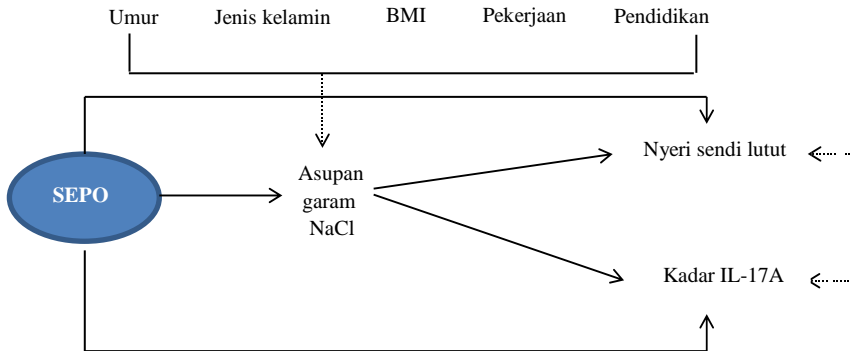 Umur Jenis kelamin BMI Pekerjaan Pendidikan
Nyeri sendi lutut
SEPO
Asupan
garam
NaCl
Kadar IL-17A